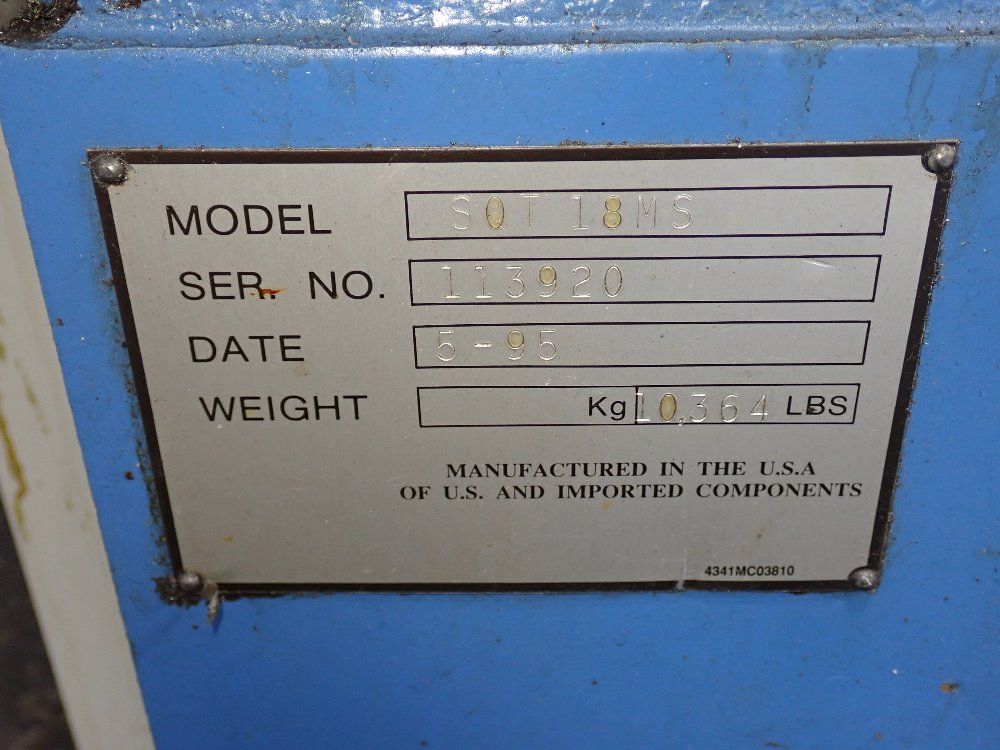 MODEL SQT 18MS
SER. NO. 113920
DATE 5-95
WEIGHT Kg 10,364 LBS
MANUFACTURED IN THE U.S.A
OF U.S. AND IMPORTED COMPONENTS
4341MC03810